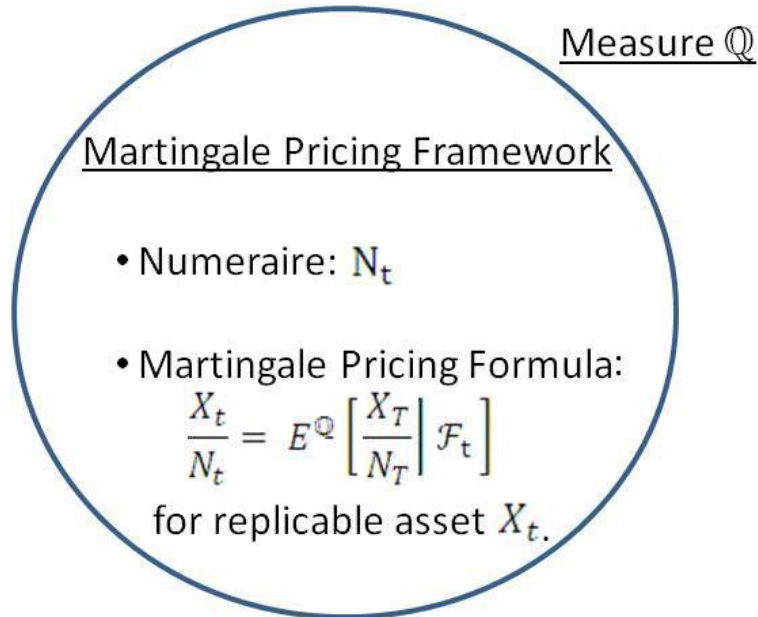 Measure ℚ
Martingale Pricing Framework
• Numeraire: N_t
• Martingale Pricing Formula:
X_t/N_t = E^ℚ [ X_T/N_T | ℱ_t ]
for replicable asset X_t.